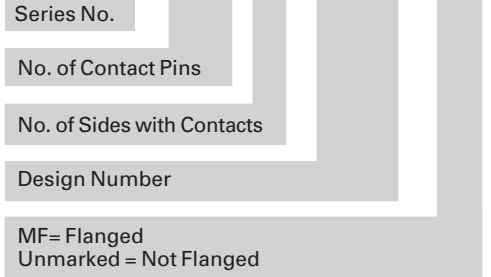 Series No.
No. of Contact Pins
No. of Sides with Contacts
Design Number
MF= Flanged
Unmarked = Not Flanged